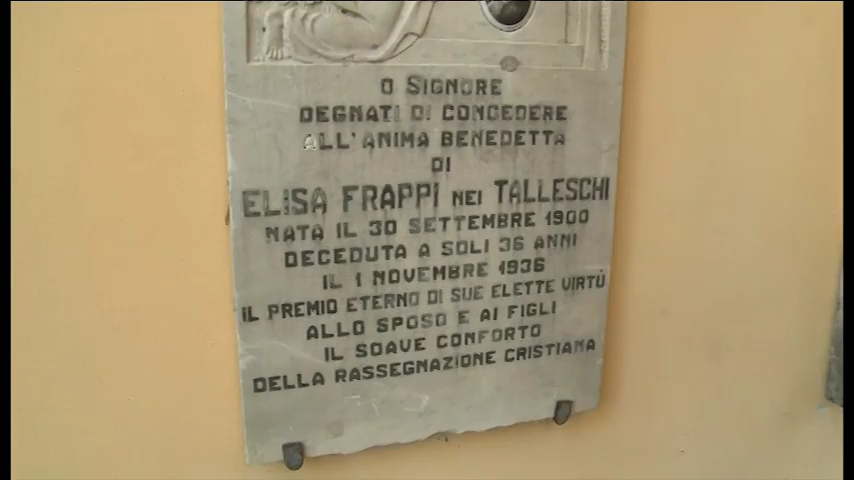 O SIGNORE
DEGNATI DI CONCEDERE
ALL'ANIMA BENEDETTA
DI
ELISA FRAPPI NEI TALLESCHI
NATA IL 30 SETTEMBRE 1900
DECEDUTA A SOLI 36 ANNI
IL 1 NOVEMBRE 1936
IL PREMIO ETERNO DI SUE ELETTE VIRTÙ
ALLO SPOSO E AI FIGLI
IL SOAVE CONFORTO
DELLA RASSEGNAZIONE CRISTIANA